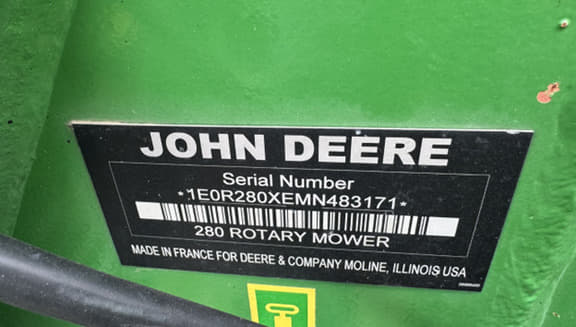 JOHN DEERE
Serial Number
*1E0R280XEMN483171*
280 ROTARY MOWER
MADE IN FRANCE FOR DEERE & COMPANY MOLINE, ILLINOIS USA